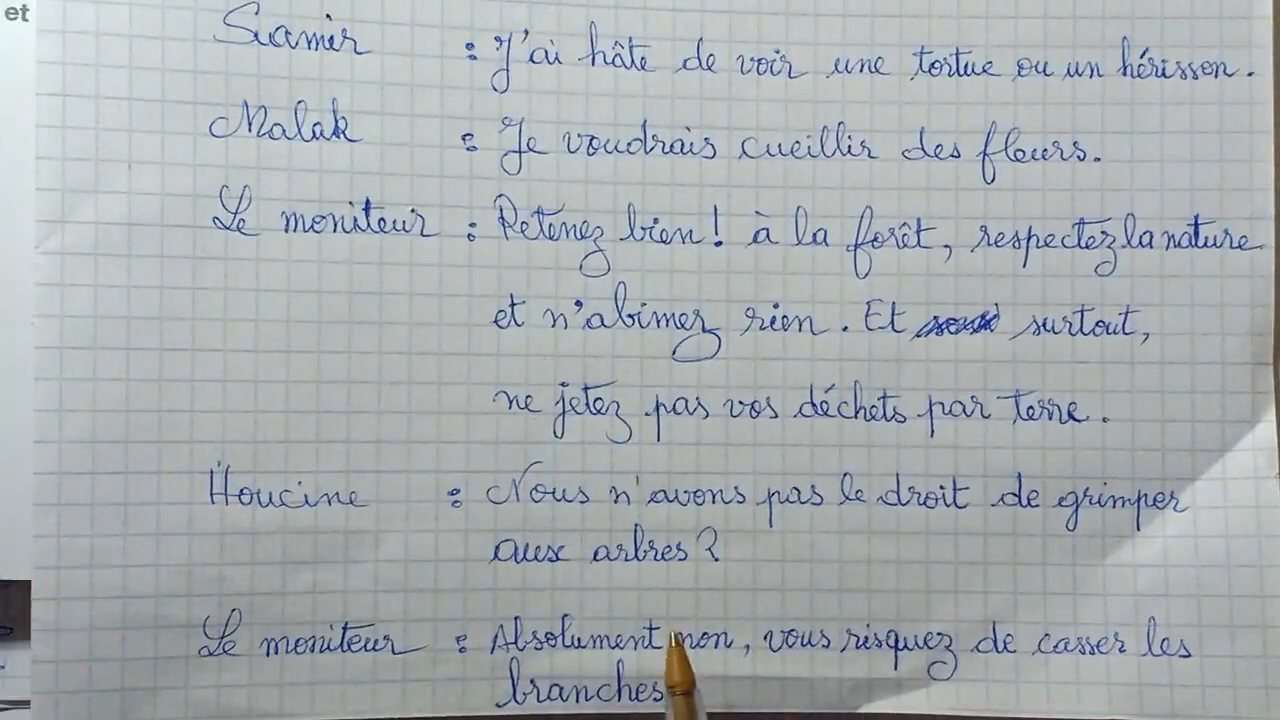 et
Samir : J'ai hâte de voir une tortue ou un hérisson.
Malak : Je voudrais cueillir des fleurs.
Le moniteur : Retenez bien! à la forêt, respectez la nature
et n'abimez rien. Et surtout,
ne jetez pas vos déchets par terre.
Houcine : Nous n'avons pas le droit de grimper
aux arbres?
Le moniteur : Absolument non, vous risquez de casser les
branches